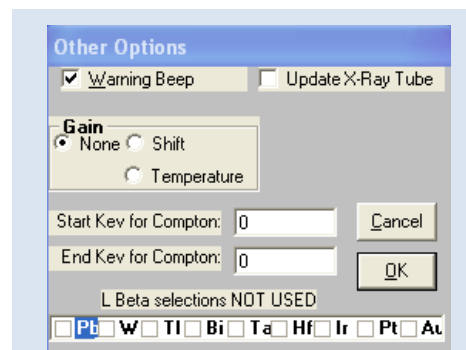 Other Options
Warning Beep Update X-Ray Tube
Gain
None Shift
Temperature
Start Kev for Compton: 0 Cancel
End Kev for Compton: 0 OK
L Beta selections NOT USED
Pb W Tl Bi Ta Hf Ir Pt Au